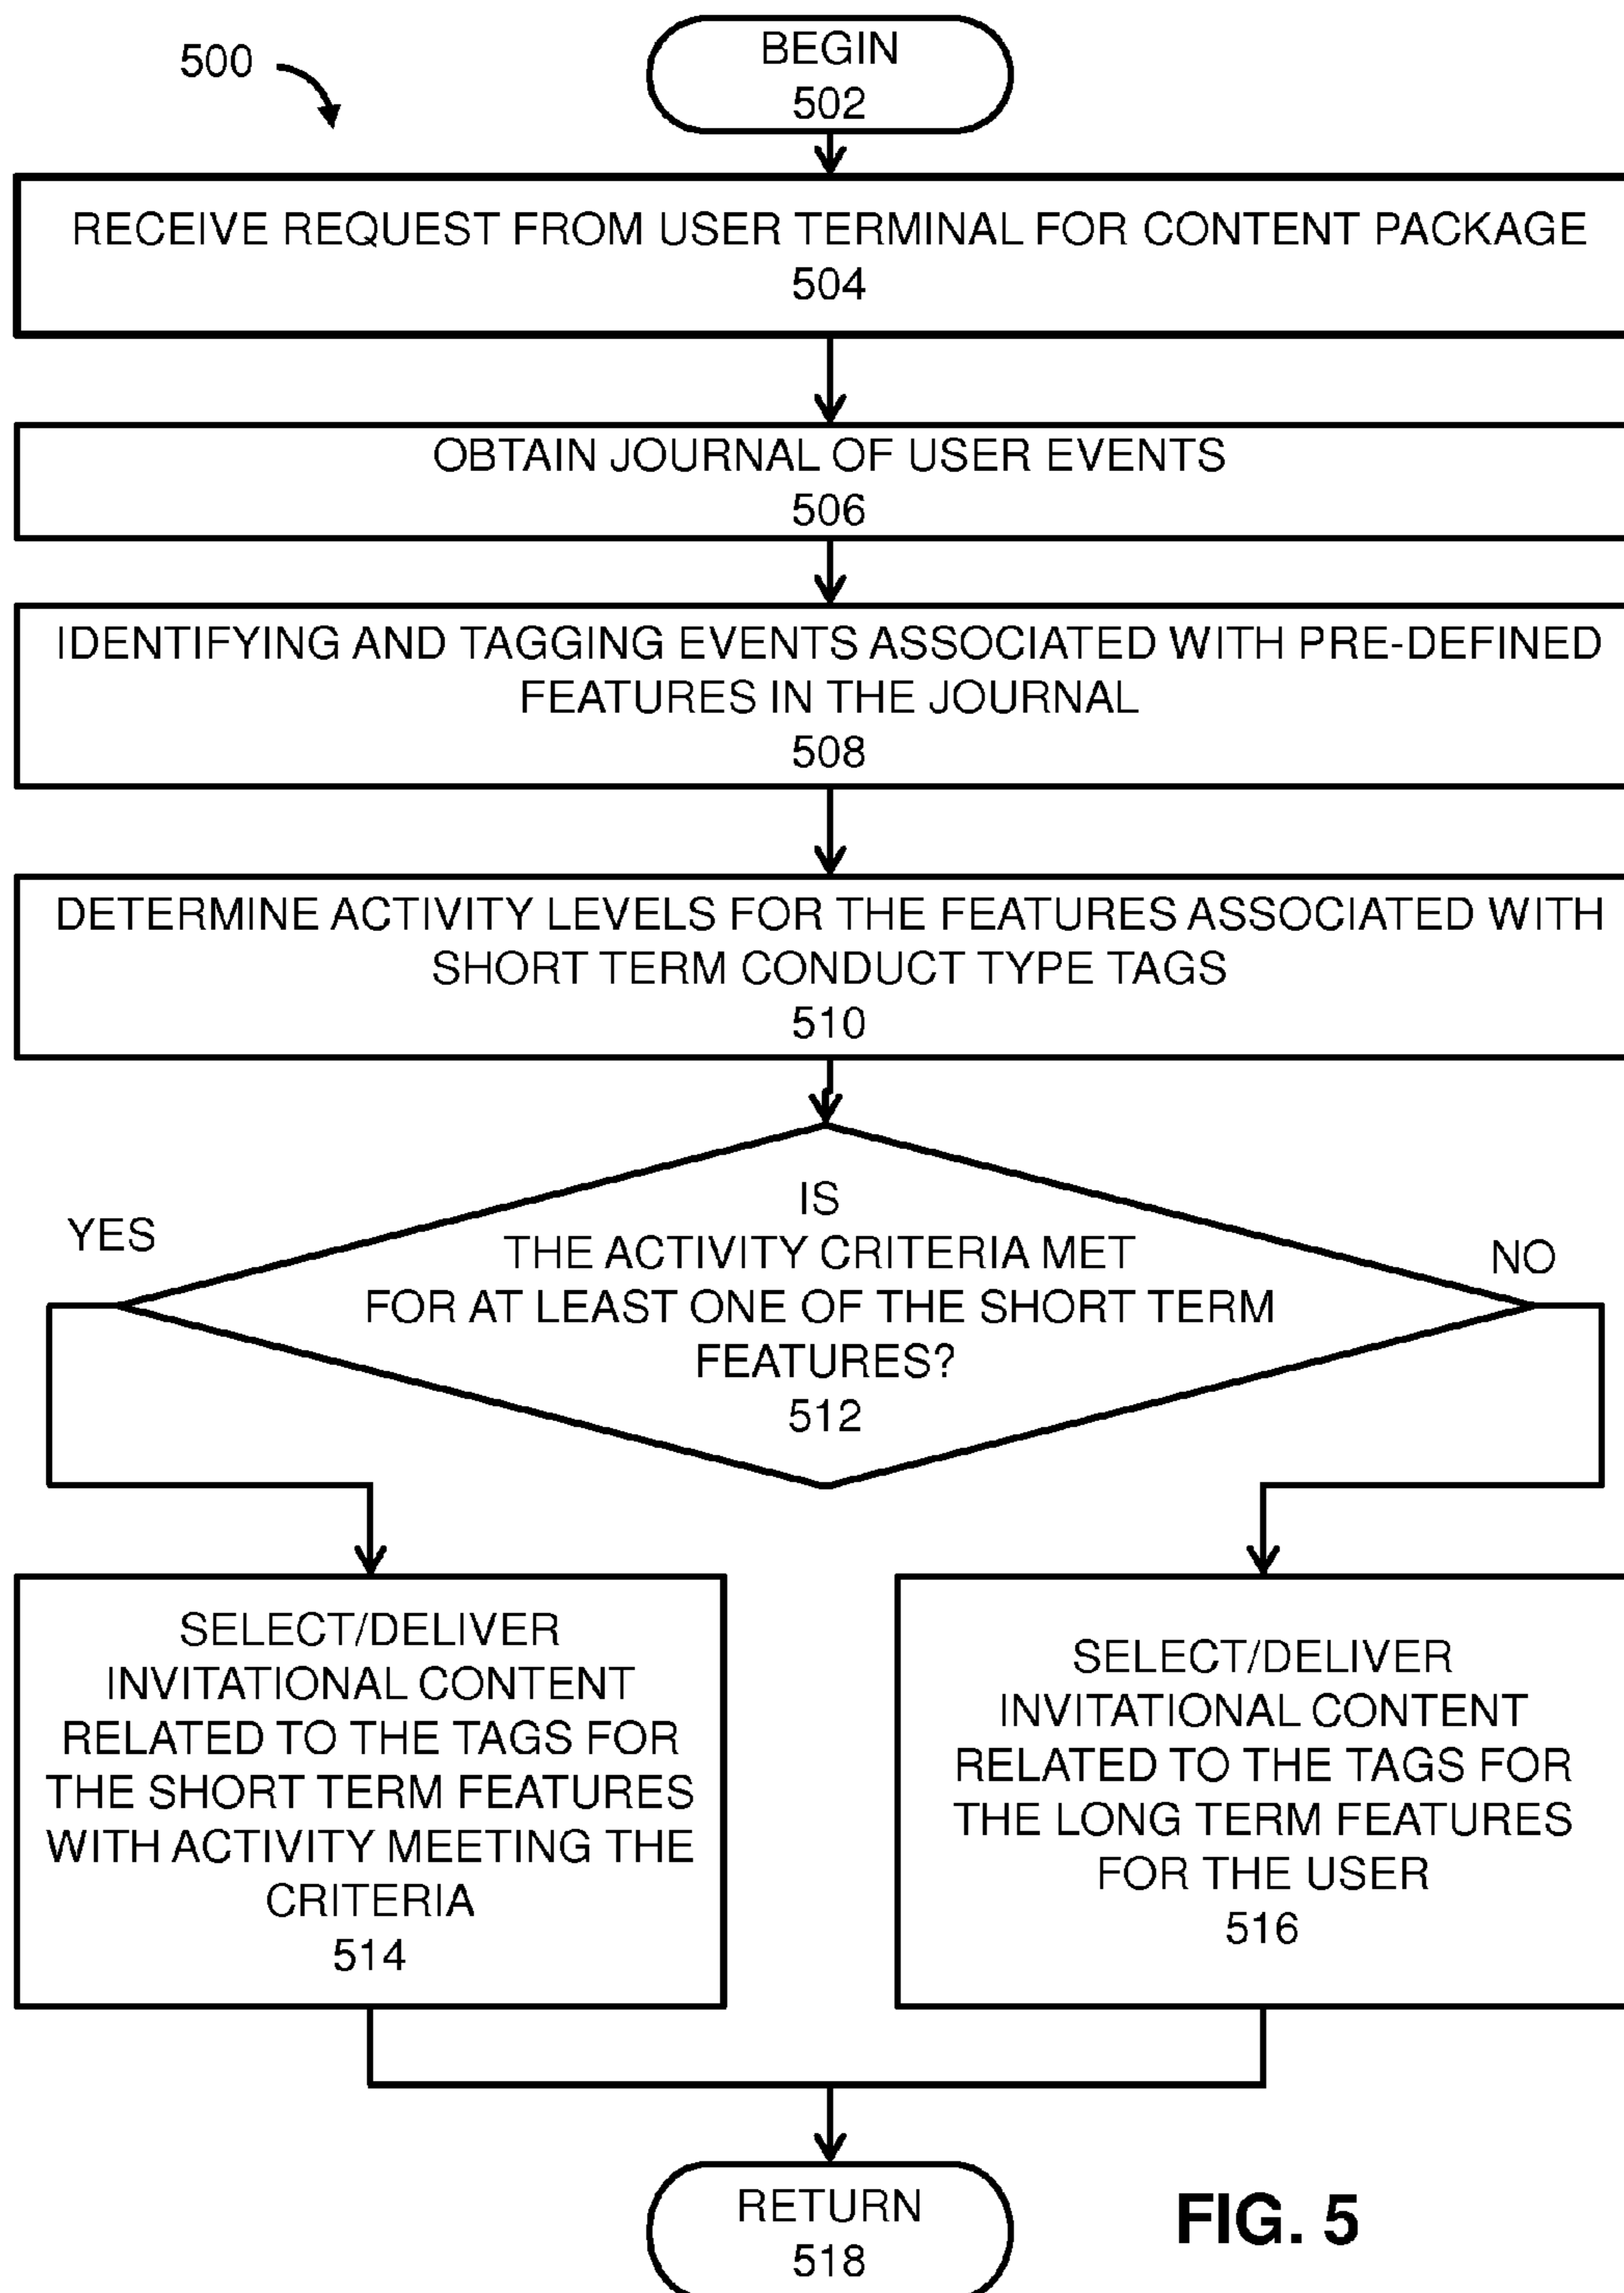 500
BEGIN
502
RECEIVE REQUEST FROM USER TERMINAL FOR CONTENT PACKAGE
504
OBTAIN JOURNAL OF USER EVENTS
506
IDENTIFYING AND TAGGING EVENTS ASSOCIATED WITH PRE-DEFINED
FEATURES IN THE JOURNAL
508
DETERMINE ACTIVITY LEVELS FOR THE FEATURES ASSOCIATED WITH
SHORT TERM CONDUCT TYPE TAGS
510
IS
THE ACTIVITY CRITERIA MET
FOR AT LEAST ONE OF THE SHORT TERM
FEATURES?
512
YES
NO
SELECT/DELIVER
INVITATIONAL CONTENT
RELATED TO THE TAGS FOR
THE SHORT TERM FEATURES
WITH ACTIVITY MEETING THE
CRITERIA
514
SELECT/DELIVER
INVITATIONAL CONTENT
RELATED TO THE TAGS FOR
THE LONG TERM FEATURES
FOR THE USER
516
RETURN
518
FIG. 5